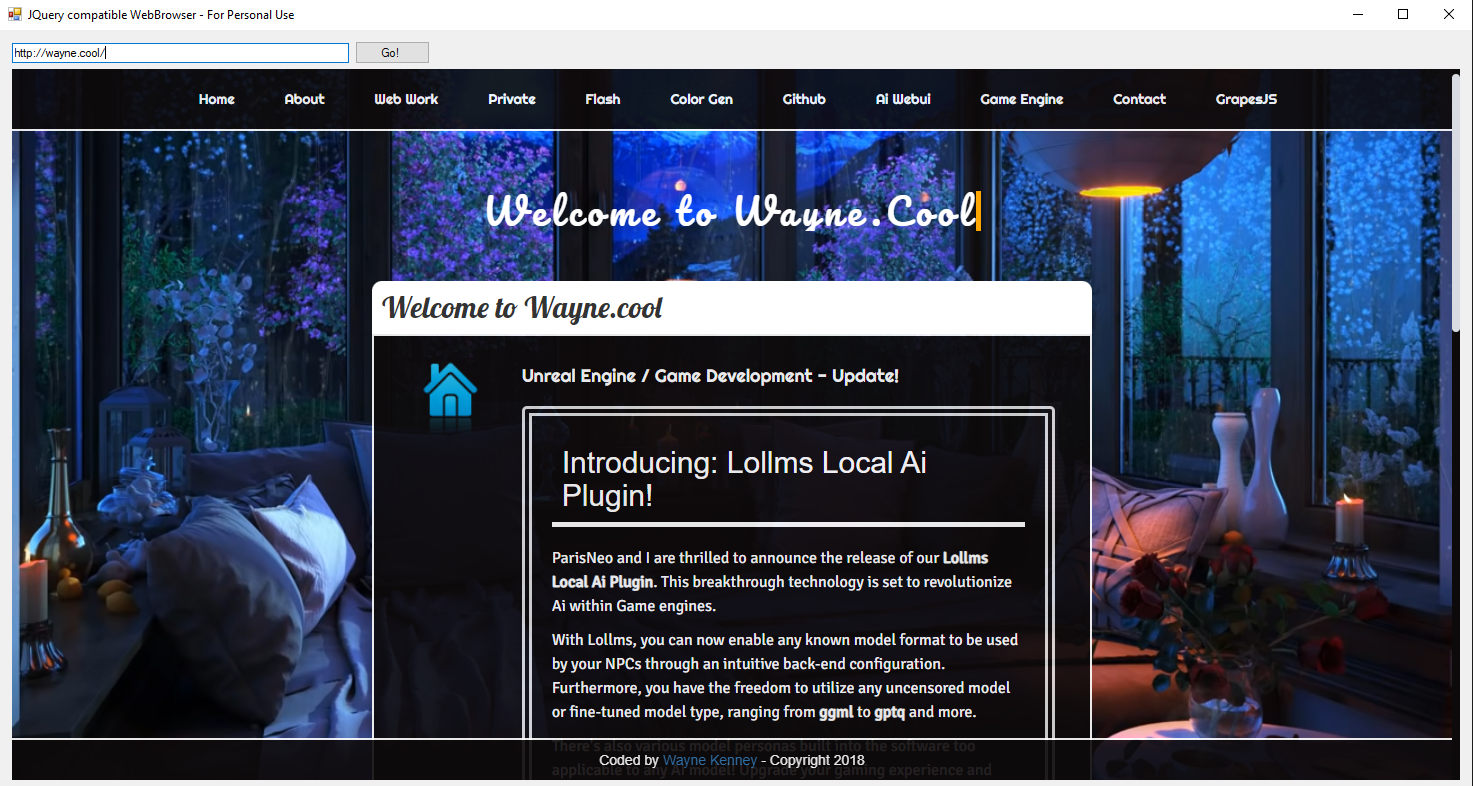 JQuery compatible WebBrowser - For Personal Use
http://wayne.cool/
Go!
Home About Web Work Private Flash Color Gen Github Ai Webui Game Engine Contact GrapesJS
Welcome to Wayne.Cool
Welcome to Wayne.cool
Unreal Engine / Game Development - Update!
Introducing: Lollms Local Ai
Plugin!
ParisNeo and I are thrilled to announce the release of our Lollms
Local Ai Plugin. This breakthrough technology is set to revolutionize
Ai within Game engines.
With Lollms, you can now enable any known model format to be used
by your NPCs through an intuitive back-end configuration.
Furthermore, you have the freedom to utilize any uncensored model
or fine-tuned model type, ranging from ggml to gptq and more.
There's also various model personas built into the software too
Coded by Wayne Kenney - Copyright 2018
applicable to any AI model! Upgrade your gaming experience and